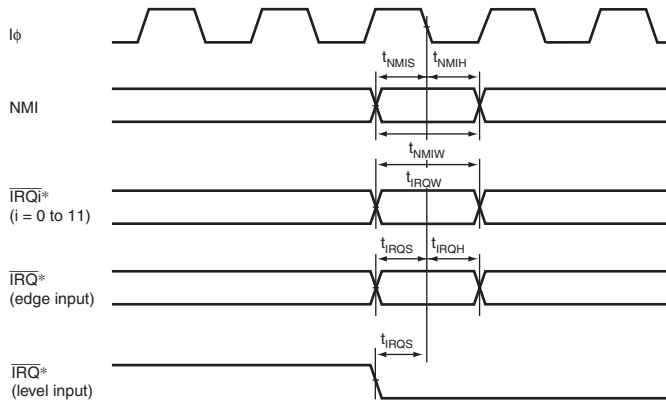 Iϕ
tNMIS tNMIH
NMI
tNMIW
tIRQW
IRQi*
(i = 0 to 11)
tIRQS tIRQH
IRQ*
(edge input)
tIRQS
IRQ*
(level input)